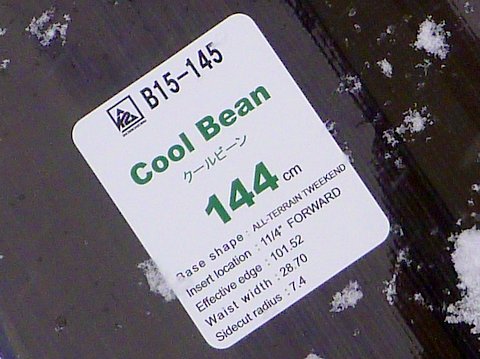 B15-145
Cool Bean
クールビーン
144 cm
Base shape : ALL-TERRAIN TWEEKEND
Insert location : 11/4" FORWARD
Effective edge : 101.52
Waist width : 28.70
Sidecut radius : 7.4